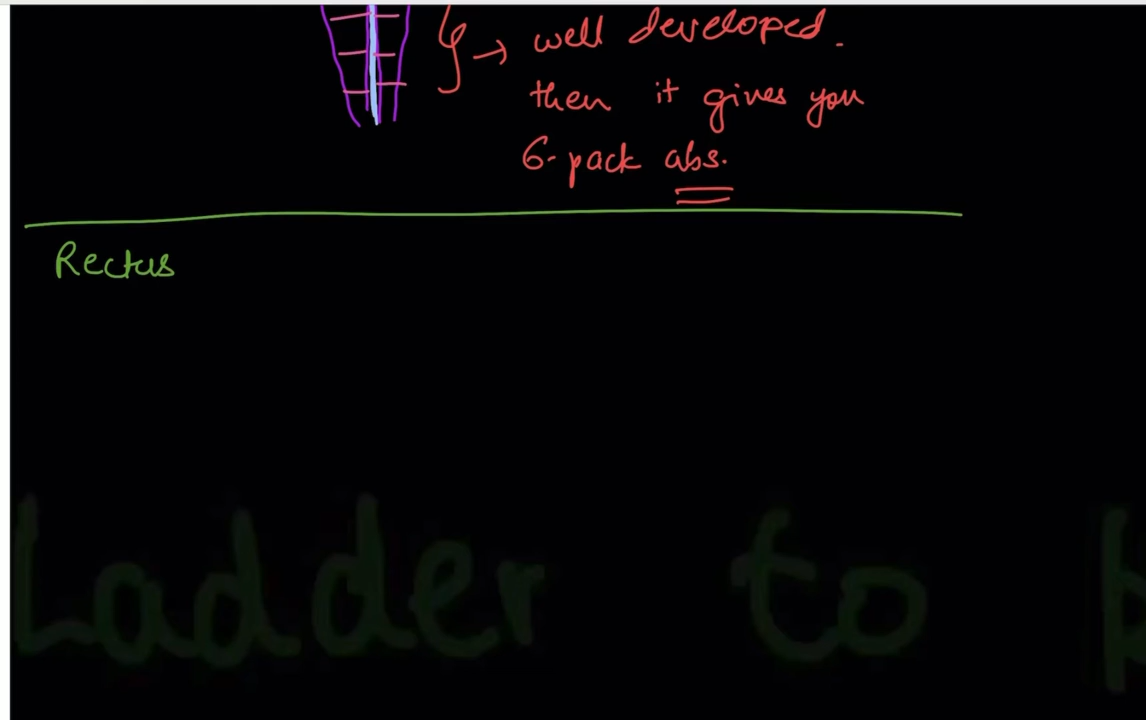 → well developed.
then it gives you
6-pack abs.
Rectus
Ladder to